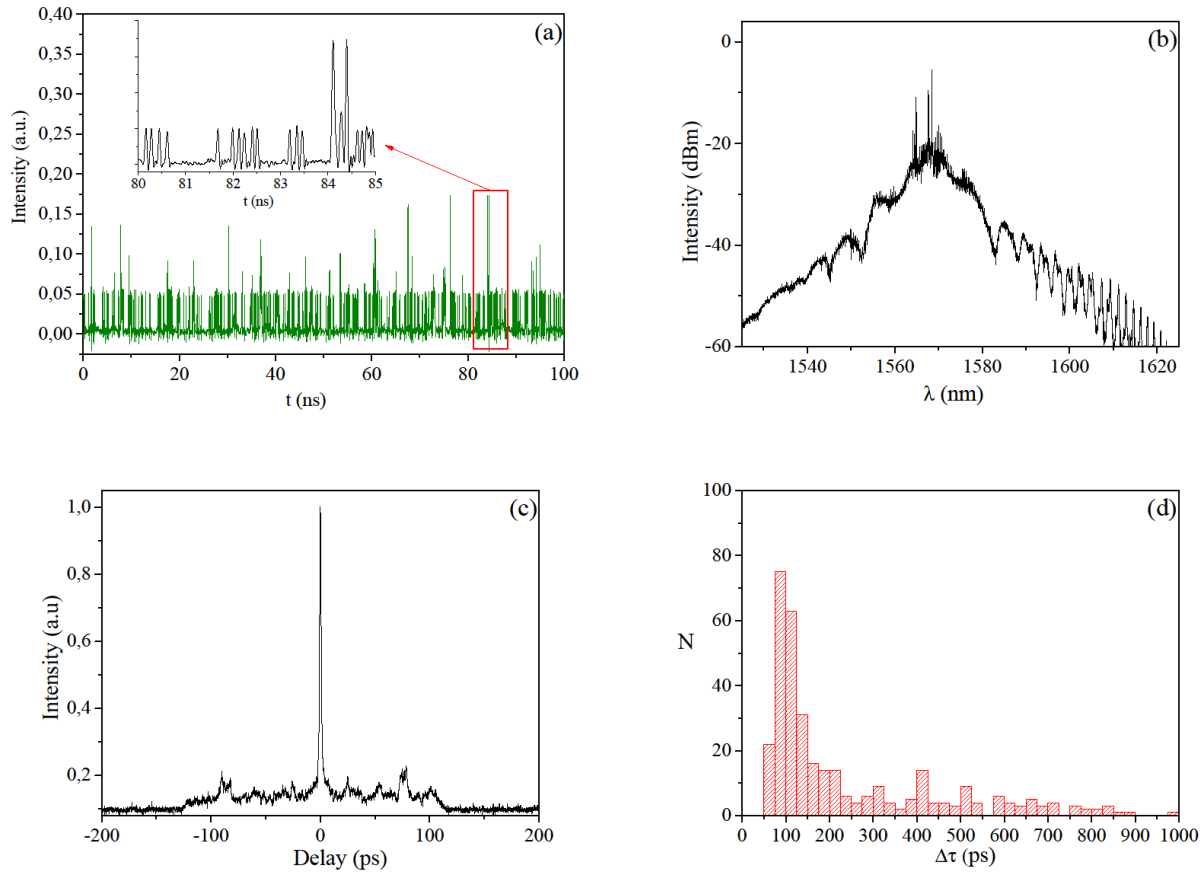 (a)
Intensity (a.u.)
0,40
0,35
0,30
0,25
0,20
0,15
0,10
0,05
0,00
0 20 40 60 80 100
t (ns)
80 81 82 83 84 85
t (ns)
(b)
Intensity (dBm)
0
-20
-40
-60
1540 1560 1580 1600 1620
λ (nm)
(c)
Intensity (a.u)
1,0
0,8
0,6
0,4
0,2
-200 -100 0 100 200
Delay (ps)
(d)
N
100
80
60
40
20
0
0 100 200 300 400 500 600 700 800 900 1000
Δτ (ps)